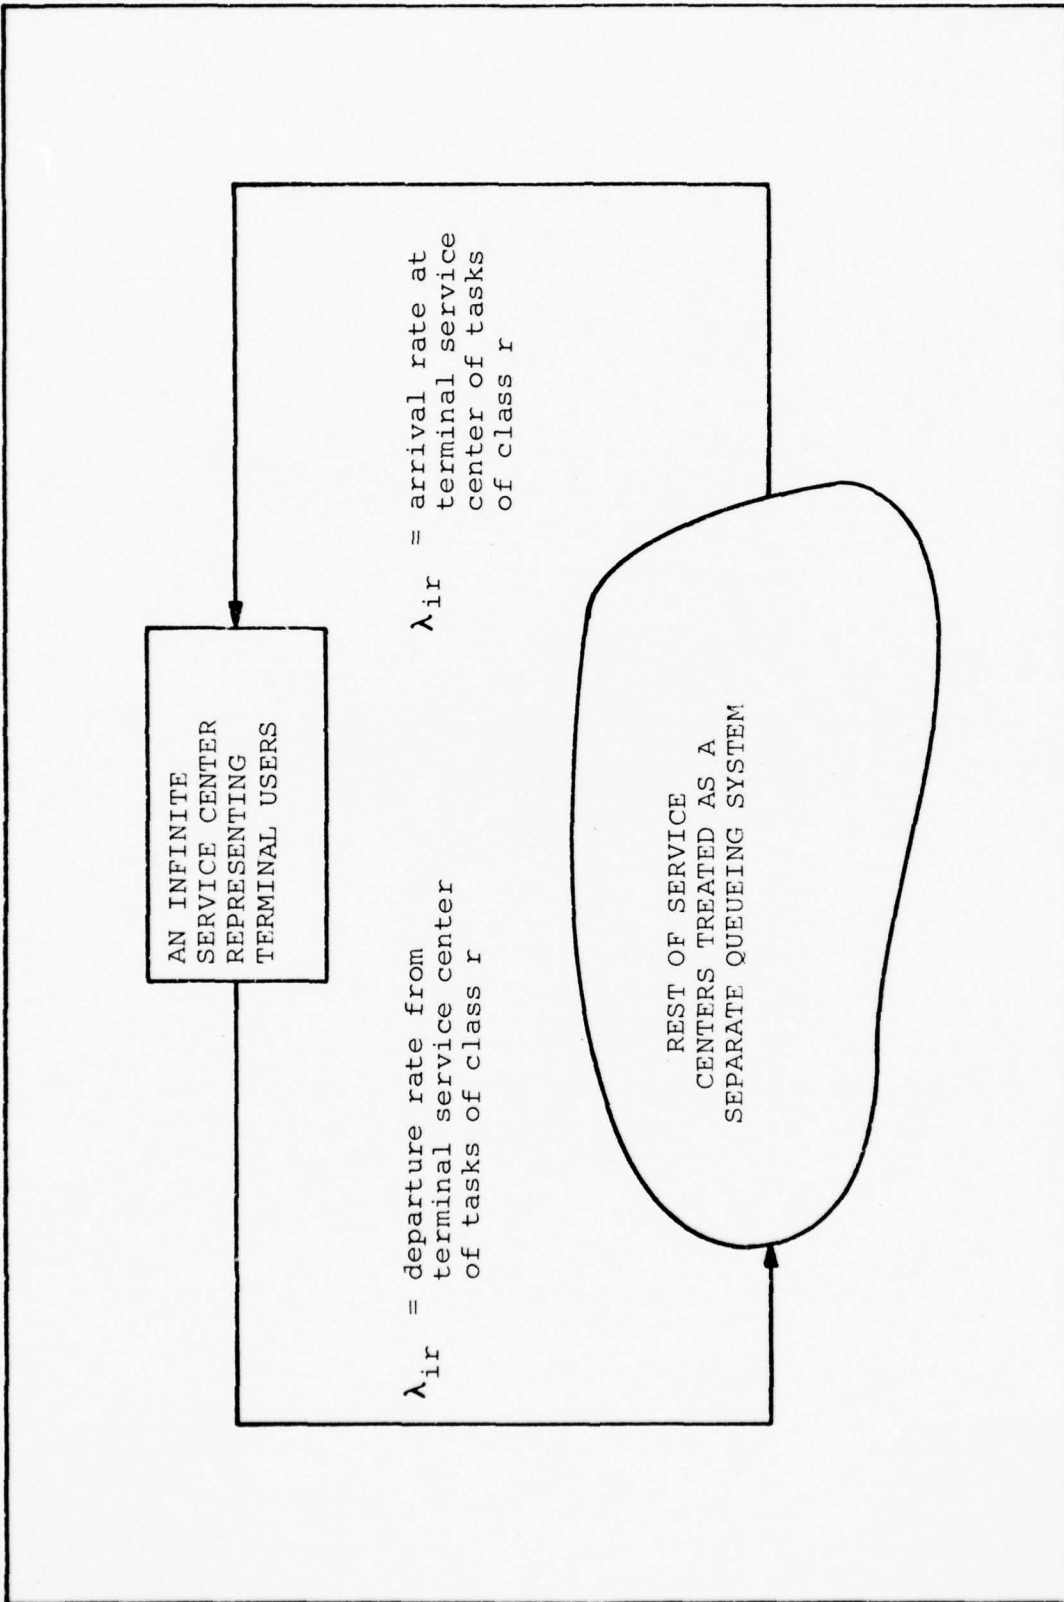 AN INFINITE
SERVICE CENTER
REPRESENTING
TERMINAL USERS
λir = departure rate from
terminal service center
of tasks of class r
λir = arrival rate at
terminal service
center of tasks
of class r
REST OF SERVICE
CENTERS TREATED AS A
SEPARATE QUEUEING SYSTEM